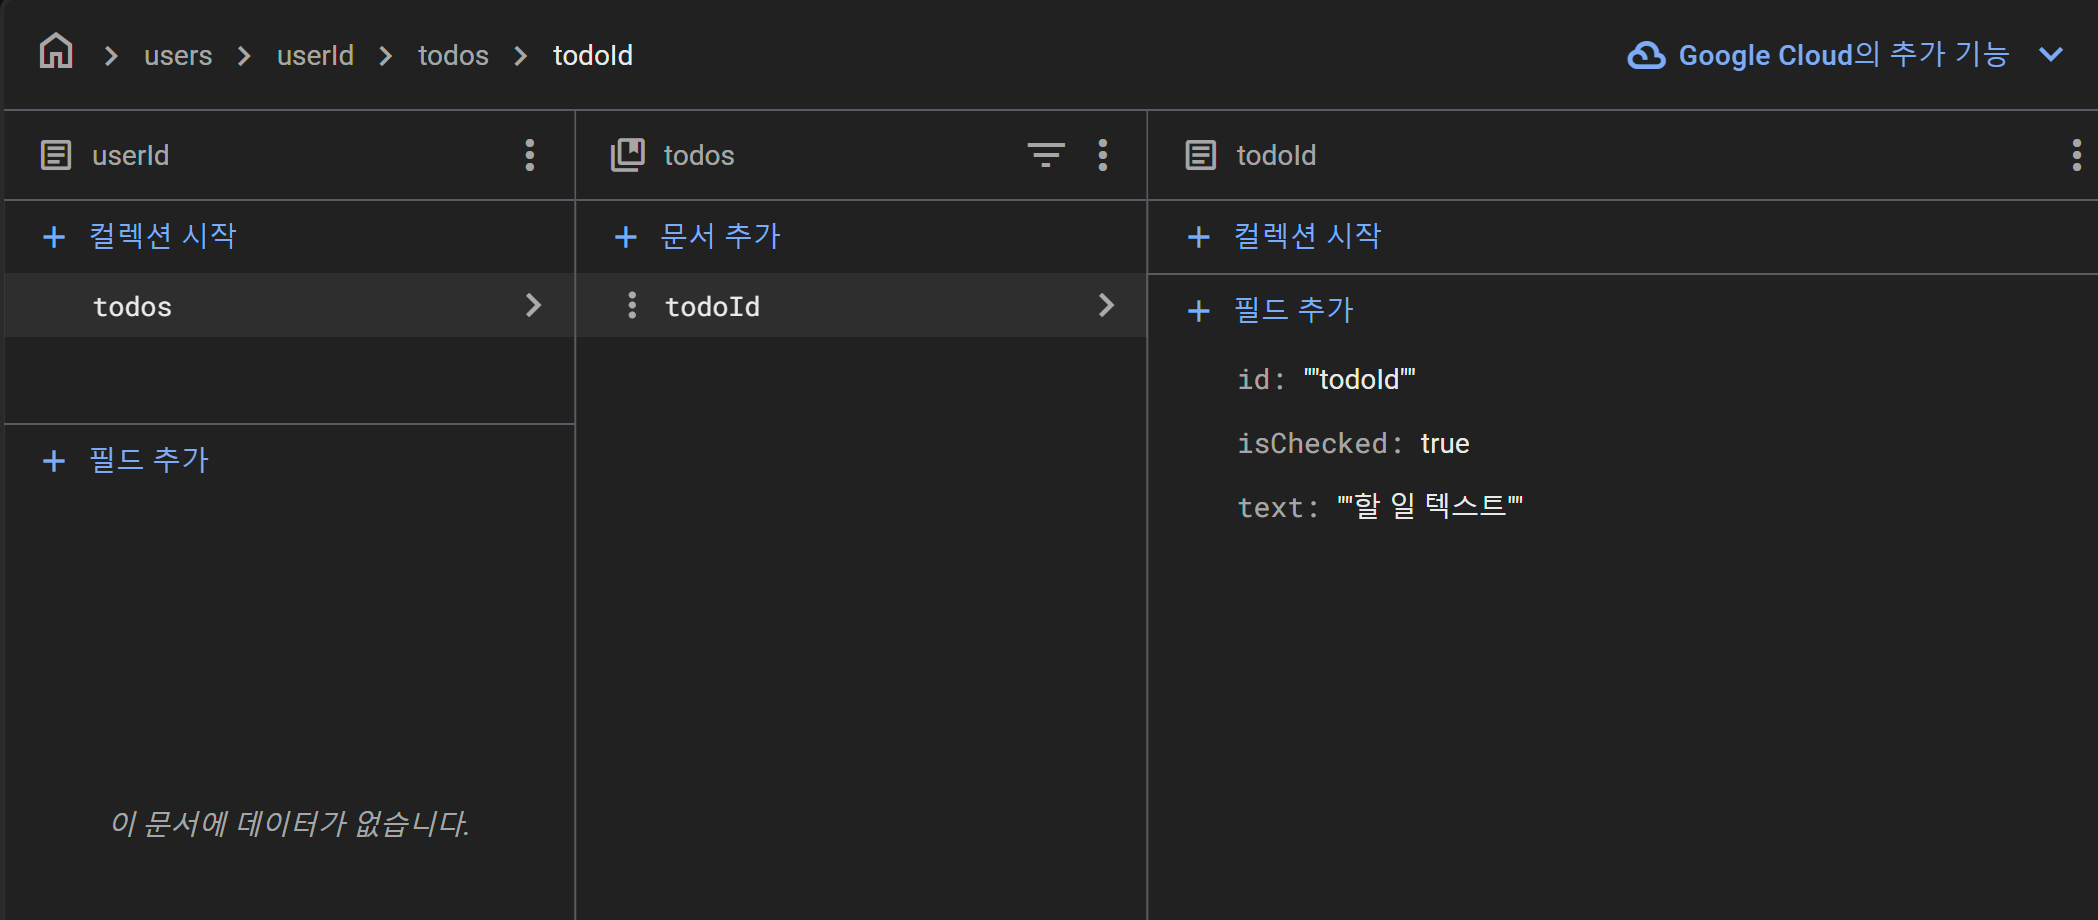 users > userId > todos > todoId
Google Cloud의 추가 기능
userId
+ 컬렉션 시작
todos
+ 필드 추가
이 문서에 데이터가 없습니다.
todos
+ 문서 추가
todoId
todoId
+ 컬렉션 시작
+ 필드 추가
id: ""todoId""
isChecked: true
text: ""할 일 텍스트""